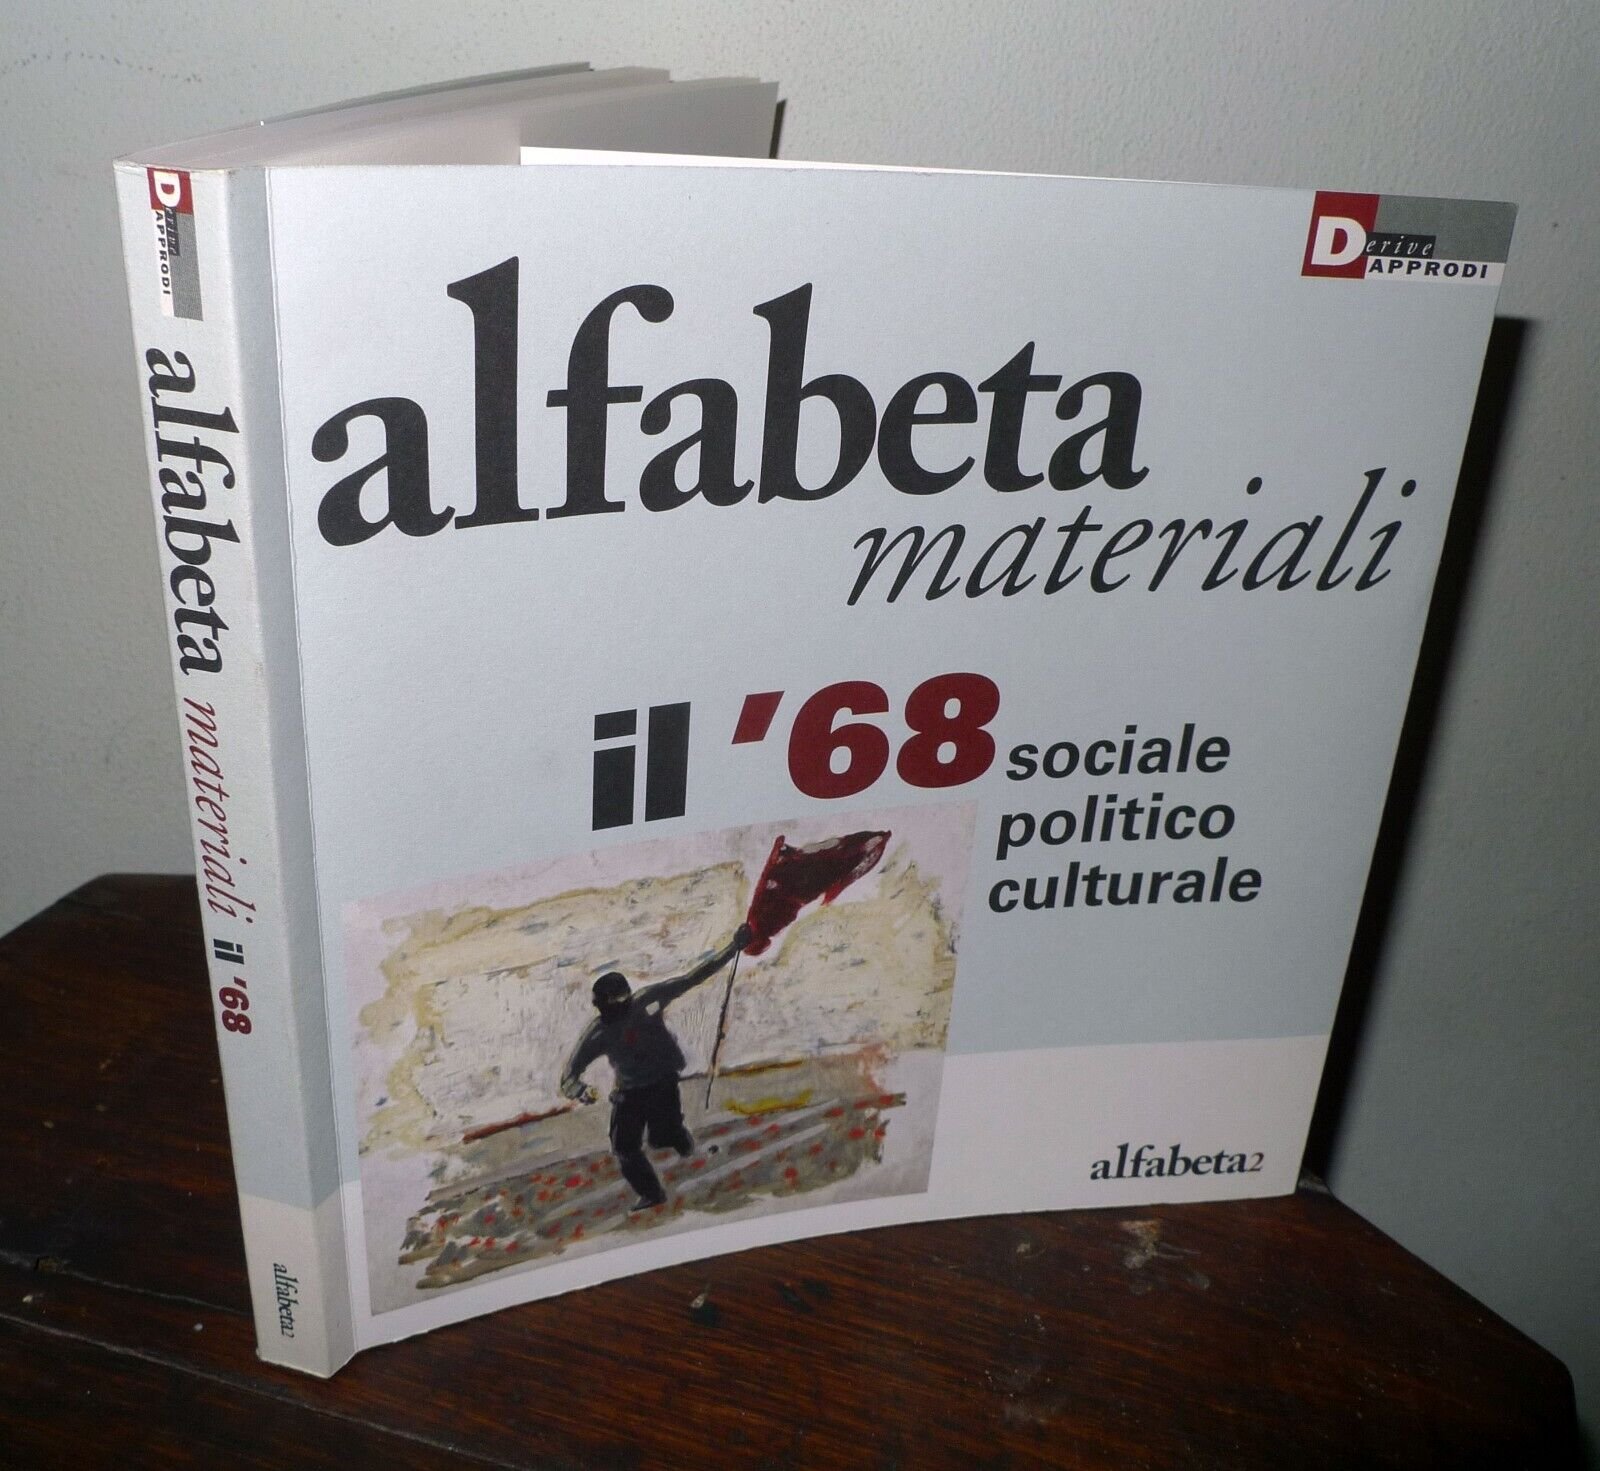 Derive
APPRODI
alfabeta materiali il '68
alfabeta2
Derive
APPRODI
alfabeta
materiali
il '68 sociale
politico
culturale
alfabeta2